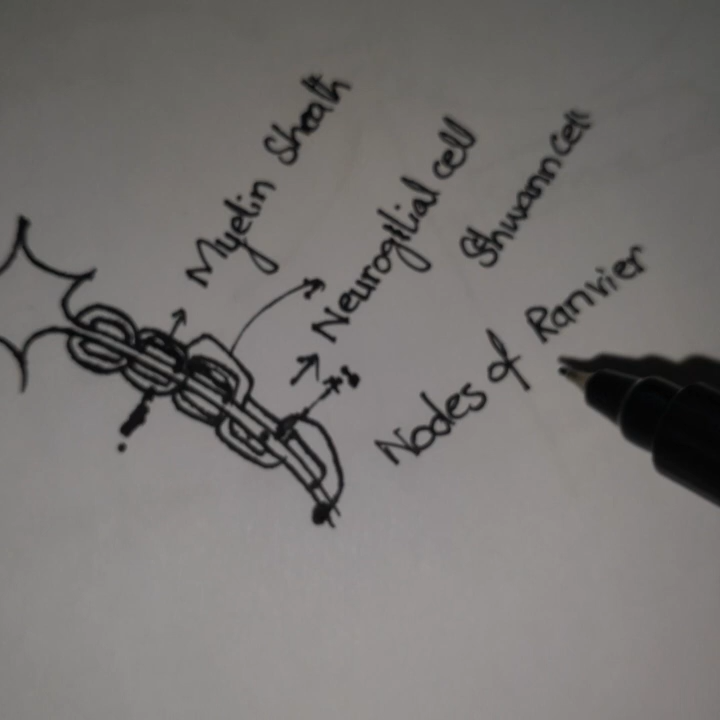 Myelin Sheath
Neuroglial cell
Shwann Cell
Nodes of Ranvier